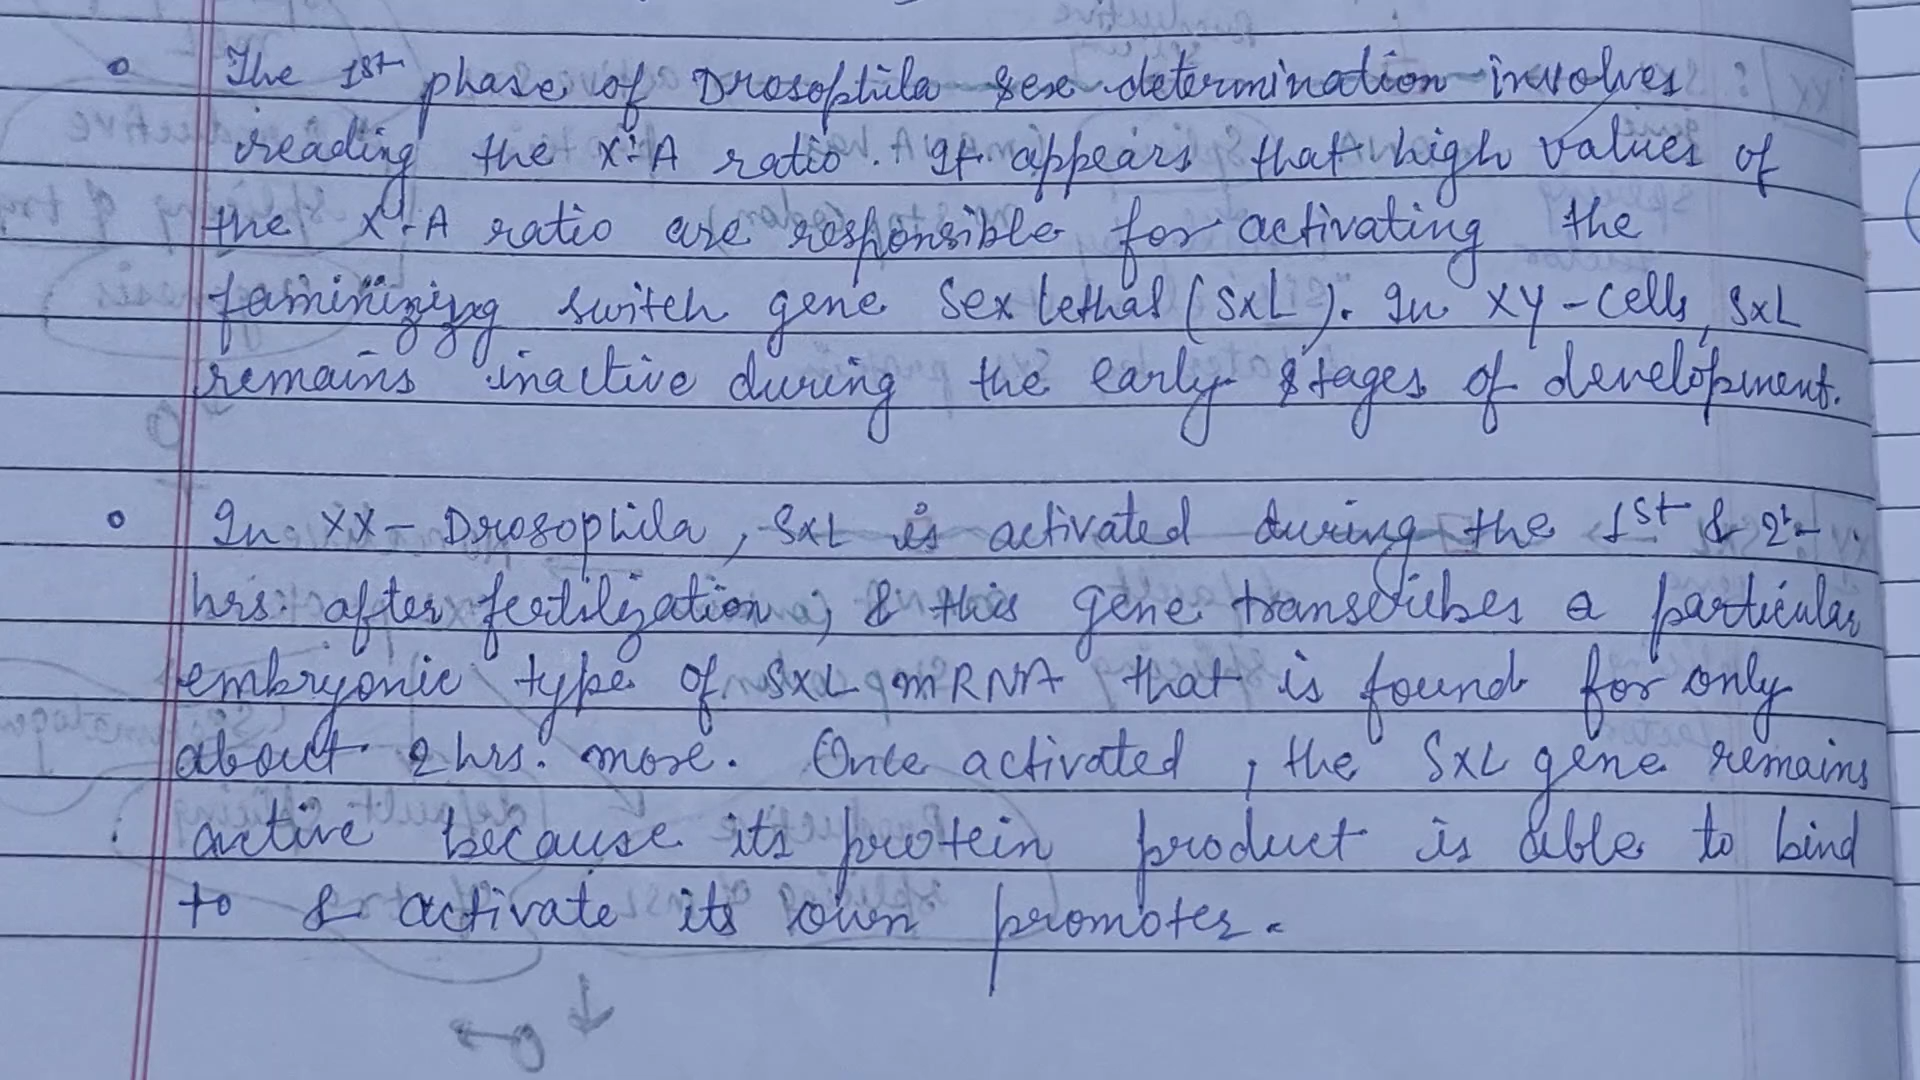 • The 1st phase of Drosophila sex determination involves
reading the X:A ratio. It appears that high values of
the X:A ratio are responsible for activating the
faminizing switch gene Sex lethal (SxL). In XY-cells, SxL
remains inactive during the early stages of development.
• In XX- Drosophila, SxL is activated during the 1st & 2
hrs. after fertilization, & this gene transcribes a particular
embryonic type of SxL mRNA that is found for only
about 2 hrs. more. Once activated, the SxL gene remains
active because its protein product is able to bind
to & activate its own promoter.